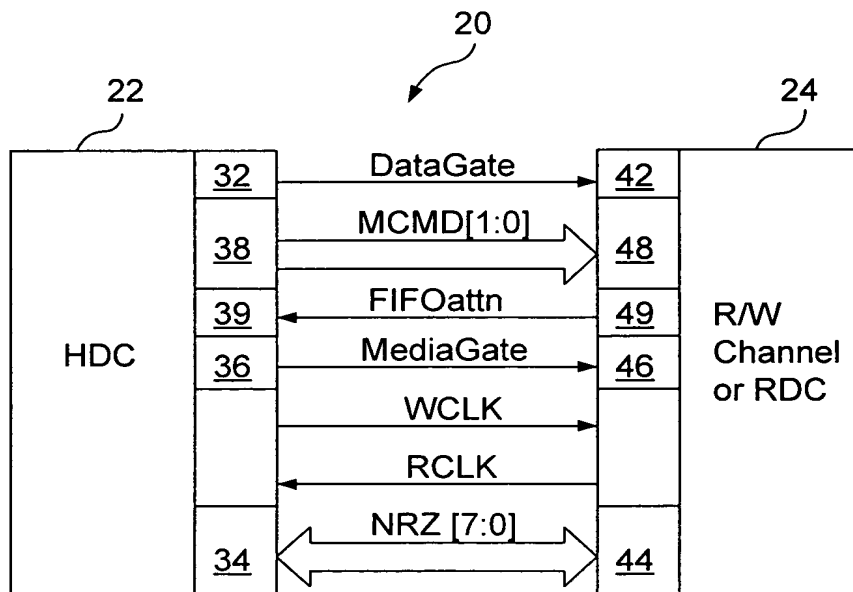 20
22
24
32
DataGate
42
38
MCMD[1:0]
48
39
FIFOattn
49
HDC
36
MediaGate
46
R/W
Channel
or RDC
WCLK
RCLK
34
NRZ [7:0]
44